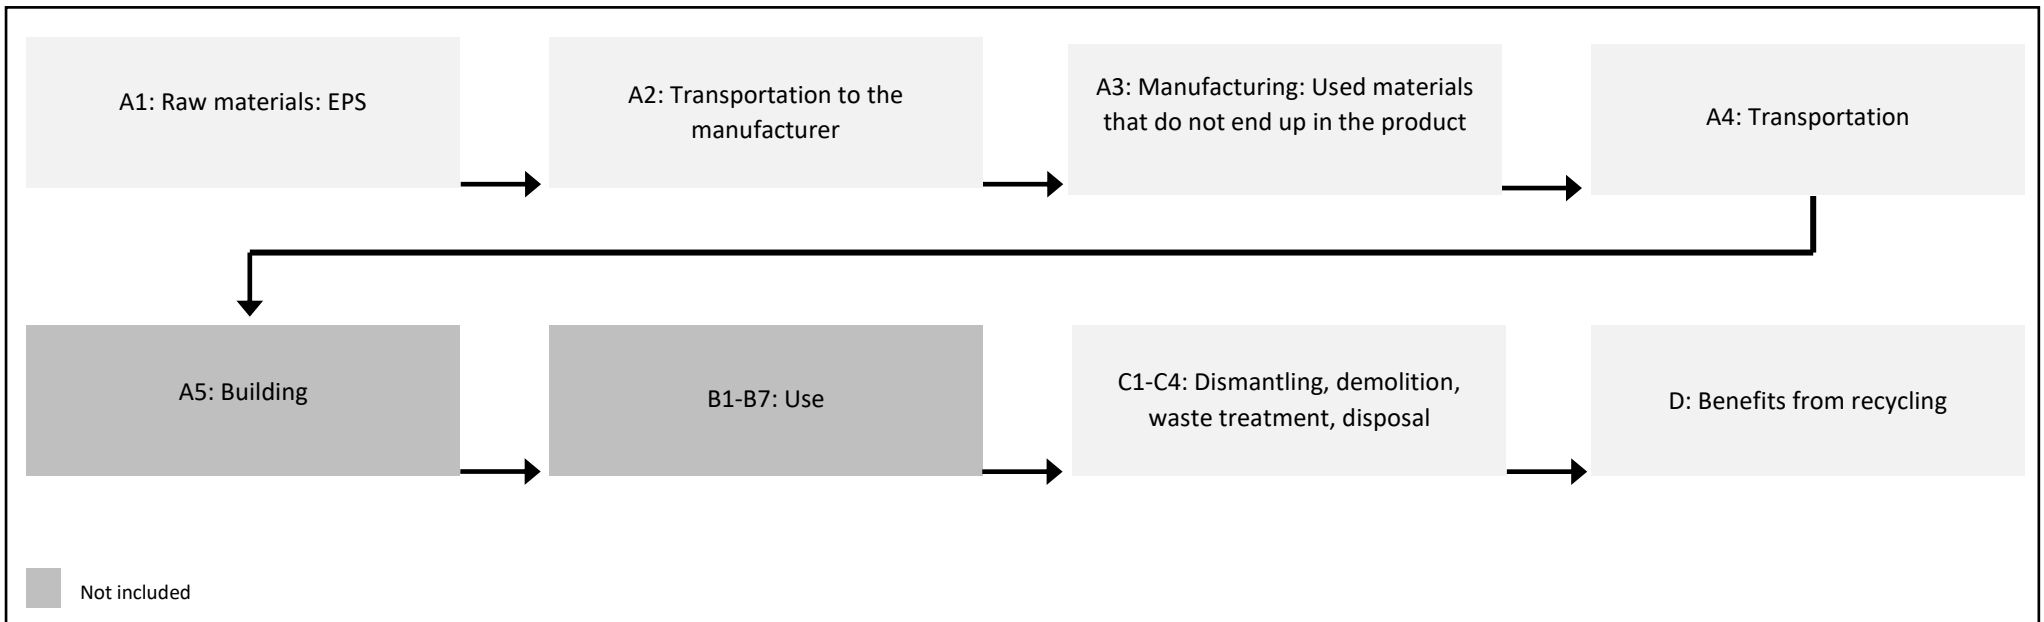 A1: Raw materials: EPS
A2: Transportation to the
manufacturer
A3: Manufacturing: Used materials
that do not end up in the product
A4: Transportation
A5: Building
B1-B7: Use
C1-C4: Dismantling, demolition,
waste treatment, disposal
D: Benefits from recycling
Not included